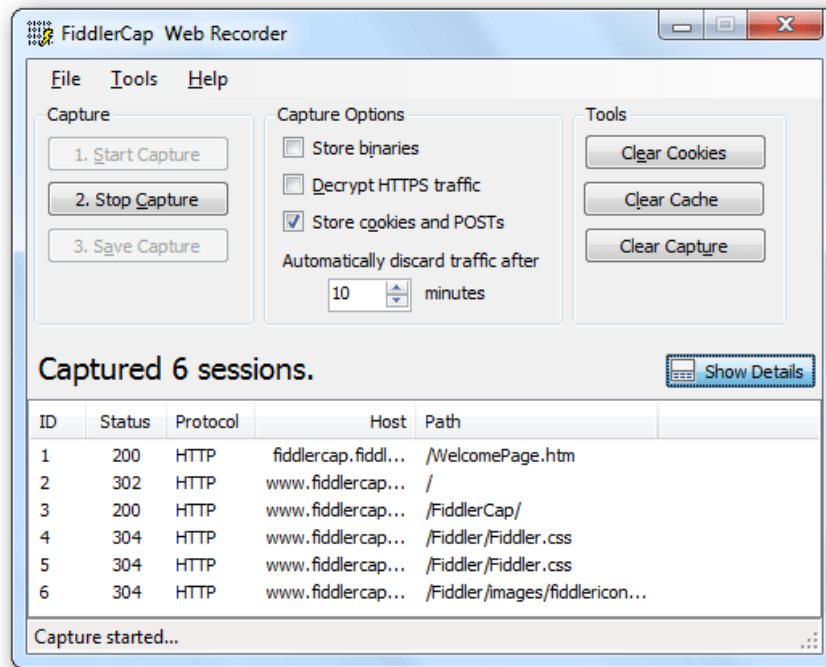 FiddlerCap Web Recorder
File Tools Help
Capture
1. Start Capture
2. Stop Capture
3. Save Capture
Capture Options
Store binaries
Decrypt HTTPS traffic
Store cookies and POSTs
Automatically discard traffic after
10 minutes
Tools
Clear Cookies
Clear Cache
Clear Capture
Captured 6 sessions.
Show Details
ID Status Protocol Host Path
1 200 HTTP fiddlercap.fiddl... /WelcomePage.htm
2 302 HTTP www.fiddlercap... /
3 200 HTTP www.fiddlercap... /FiddlerCap/
4 304 HTTP www.fiddlercap... /Fiddler/Fiddler.css
5 304 HTTP www.fiddlercap... /Fiddler/Fiddler.css
6 304 HTTP www.fiddlercap... /Fiddler/images/fiddlericon...
Capture started...